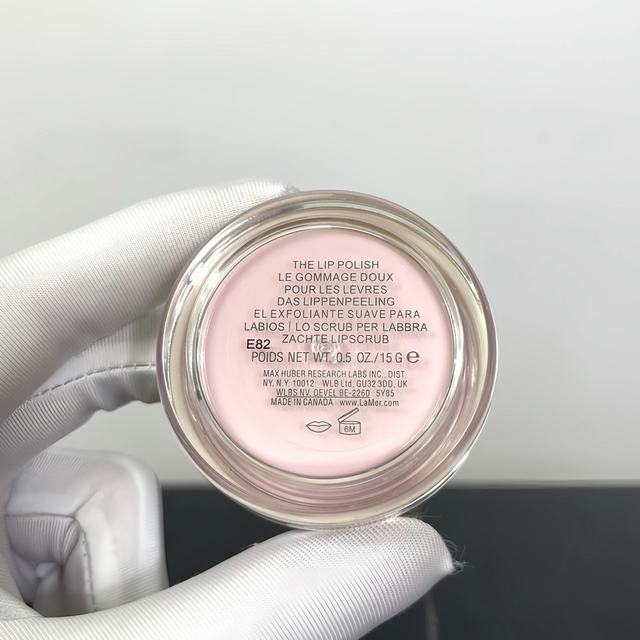 THE LIP POLISH
LE GOMMAGE DOUX
POUR LES LÈVRES
DAS LIPPENPEELING
EL EXFOLIANTE SUAVE PARA
LABIOS | LO SCRUB PER LABBRA
E82 ZACHTE LIPSCRUB
POIDS NET WT. 0.5 OZ./15 G ℮
MAX HUBER RESEARCH LABS INC., DIST.
NY, N.Y. 10012 WLB Ltd, GU32 3DD, UK
WLBS NV. OEVEL BE-2260 5Y85
MADE IN CANADA www.LaMer.com
6M